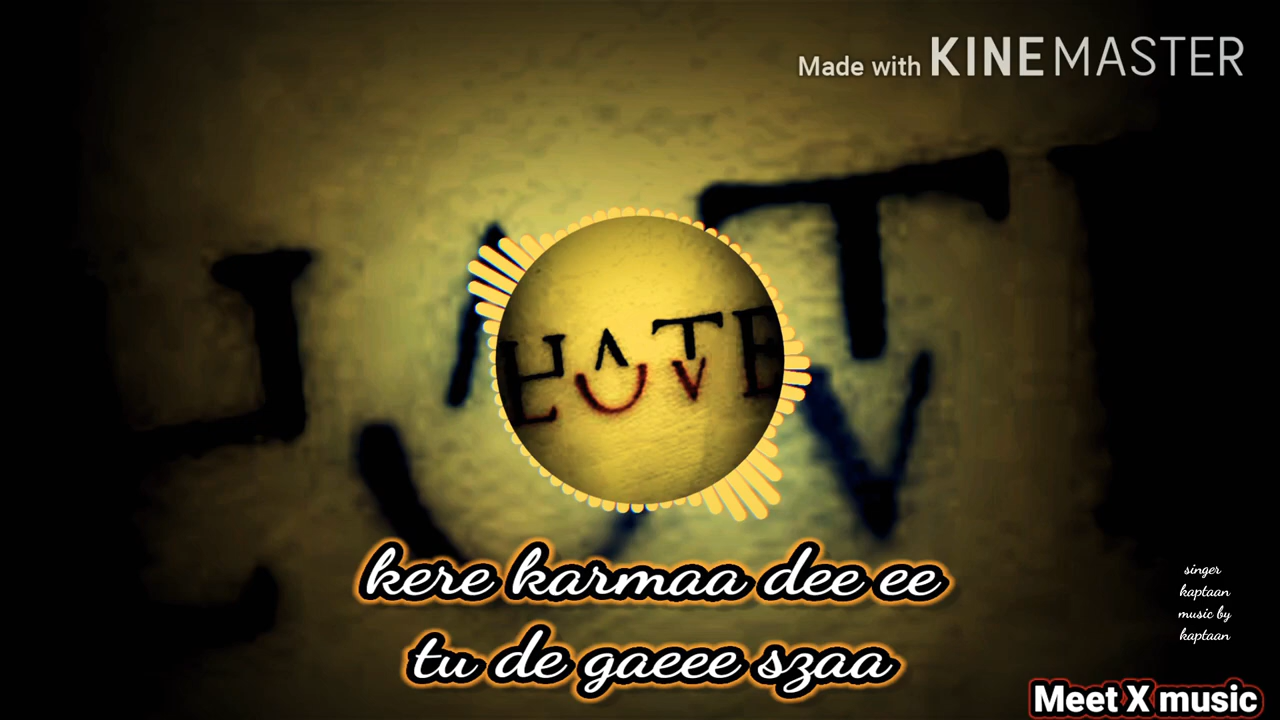 Made with KINEMASTER
HATE
LOVE
kere karmaa dee ee
tu de gaeee szaa
singer
kaptaan
music by
kaptaan
Meet X music